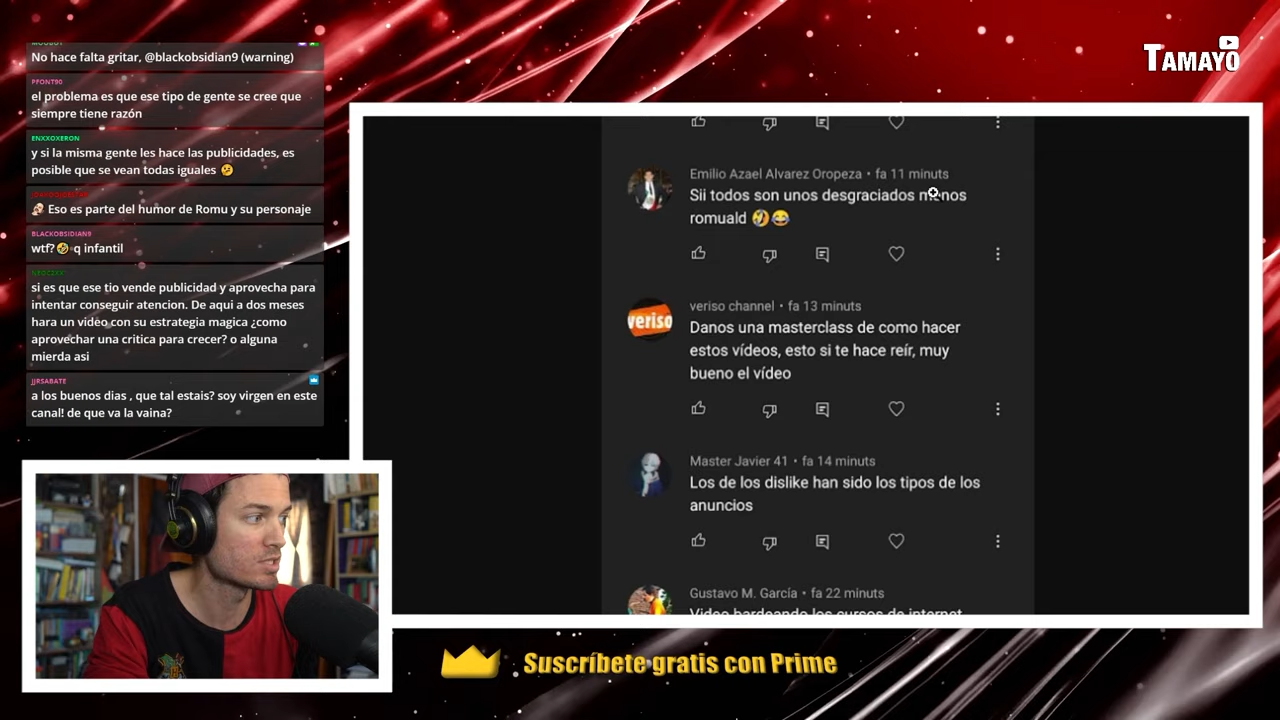 No hace falta gritar, @blackobsidian9 (warning)
PFONT90
el problema es que ese tipo de gente se cree que
siempre tiene razón
ENXXOXERON
y si la misma gente les hace las publicidades, es
posible que se vean todas iguales 🤔
Eso es parte del humor de Romu y su personaje
BLACKOBSIDIAN9
wtf? 🤣 q infantil
si es que ese tio vende publicidad y aprovecha para
intentar conseguir atencion. De aqui a dos meses
hara un video con su estrategia magica ¿como
aprovechar una critica para crecer? o alguna
mierda asi
JJRSABATE
a los buenos dias , que tal estais? soy virgen en este
canal! de que va la vaina?
TAMAYO
Emilio Azael Alvarez Oropeza • fa 11 minuts
Sii todos son unos desgraciados menos
romuald 🤣😂
veriso
veriso channel • fa 13 minuts
Danos una masterclass de como hacer
estos vídeos, esto si te hace reír, muy
bueno el vídeo
Master Javier 41 • fa 14 minuts
Los de los dislike han sido los tipos de los
anuncios
Gustavo M. García • fa 22 minuts
Video bardeando los cursos de internet
Suscríbete gratis con Prime